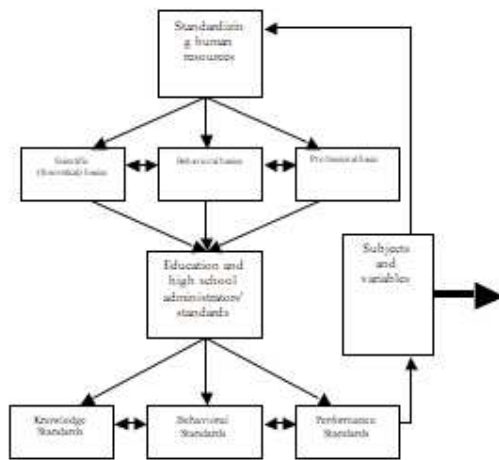 Standardizin
g human
resources
Scientific
(theoretical) basis
Behavioral basis
Professional basis
Education and
high school
administrators'
standards
Subjects
and
variables
Knowledge
Standards
Behavioral
Standards
Performance
Standards